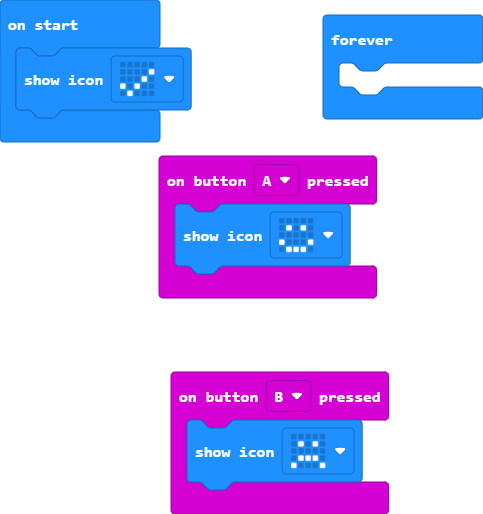 on start
show icon
forever
on button A pressed
show icon
on button B pressed
show icon